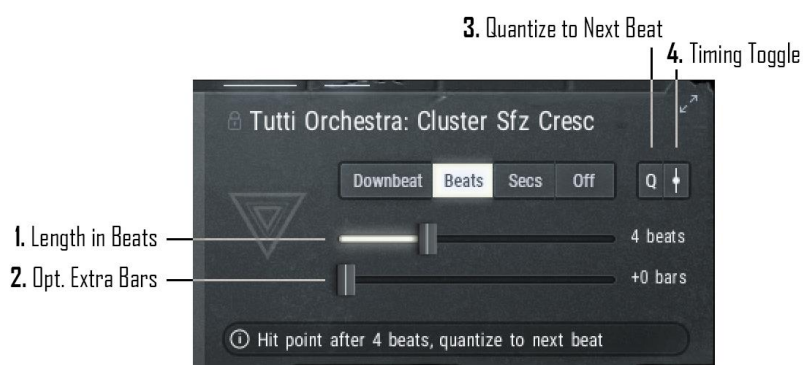 3. Quantize to Next Beat
4. Timing Toggle
Tutti Orchestra: Cluster Sfz Cresc
Downbeat Beats Secs Off Q
1. Length in Beats 4 beats
2. Opt. Extra Bars +0 bars
Hit point after 4 beats, quantize to next beat